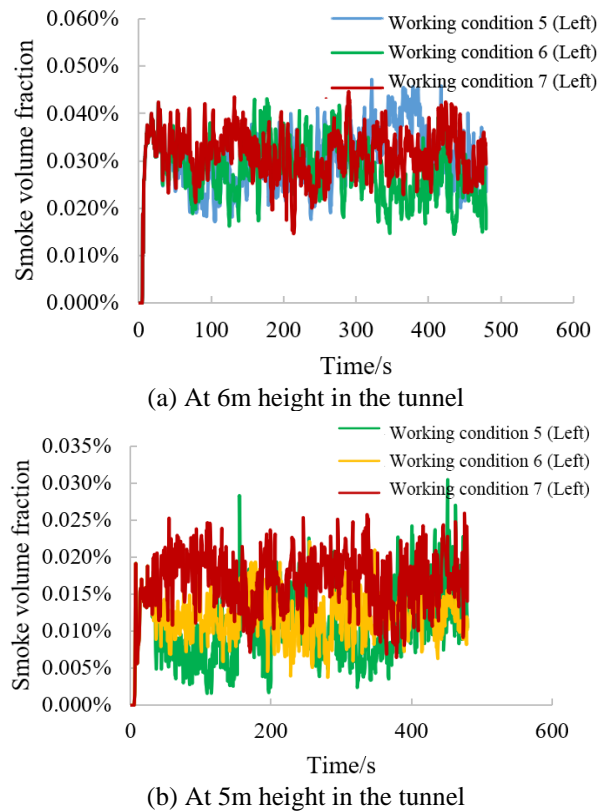 0.060%
0.050%
0.040%
0.030%
0.020%
0.010%
0.000%
Smoke volume fraction
Working condition 5 (Left)
Working condition 6 (Left)
Working condition 7 (Left)
0 100 200 300 400 500 600
Time/s
(a) At 6m height in the tunnel
0.035%
0.030%
0.025%
0.020%
0.015%
0.010%
0.005%
0.000%
Smoke volume fraction
Working condition 5 (Left)
Working condition 6 (Left)
Working condition 7 (Left)
0 200 400 600
Time/s
(b) At 5m height in the tunnel